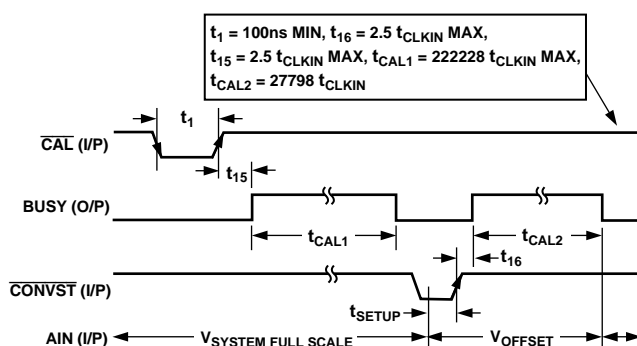 t1 = 100ns MIN, t16 = 2.5 tCLKIN MAX,
t15 = 2.5 tCLKIN MAX, tCAL1 = 222228 tCLKIN MAX,
tCAL2 = 27798 tCLKIN
t1
CAL (I/P)
t15
BUSY (O/P)
tCAL1
tCAL2
t16
CONVST (I/P)
tSETUP
AIN (I/P)
VSYSTEM FULL SCALE
VOFFSET